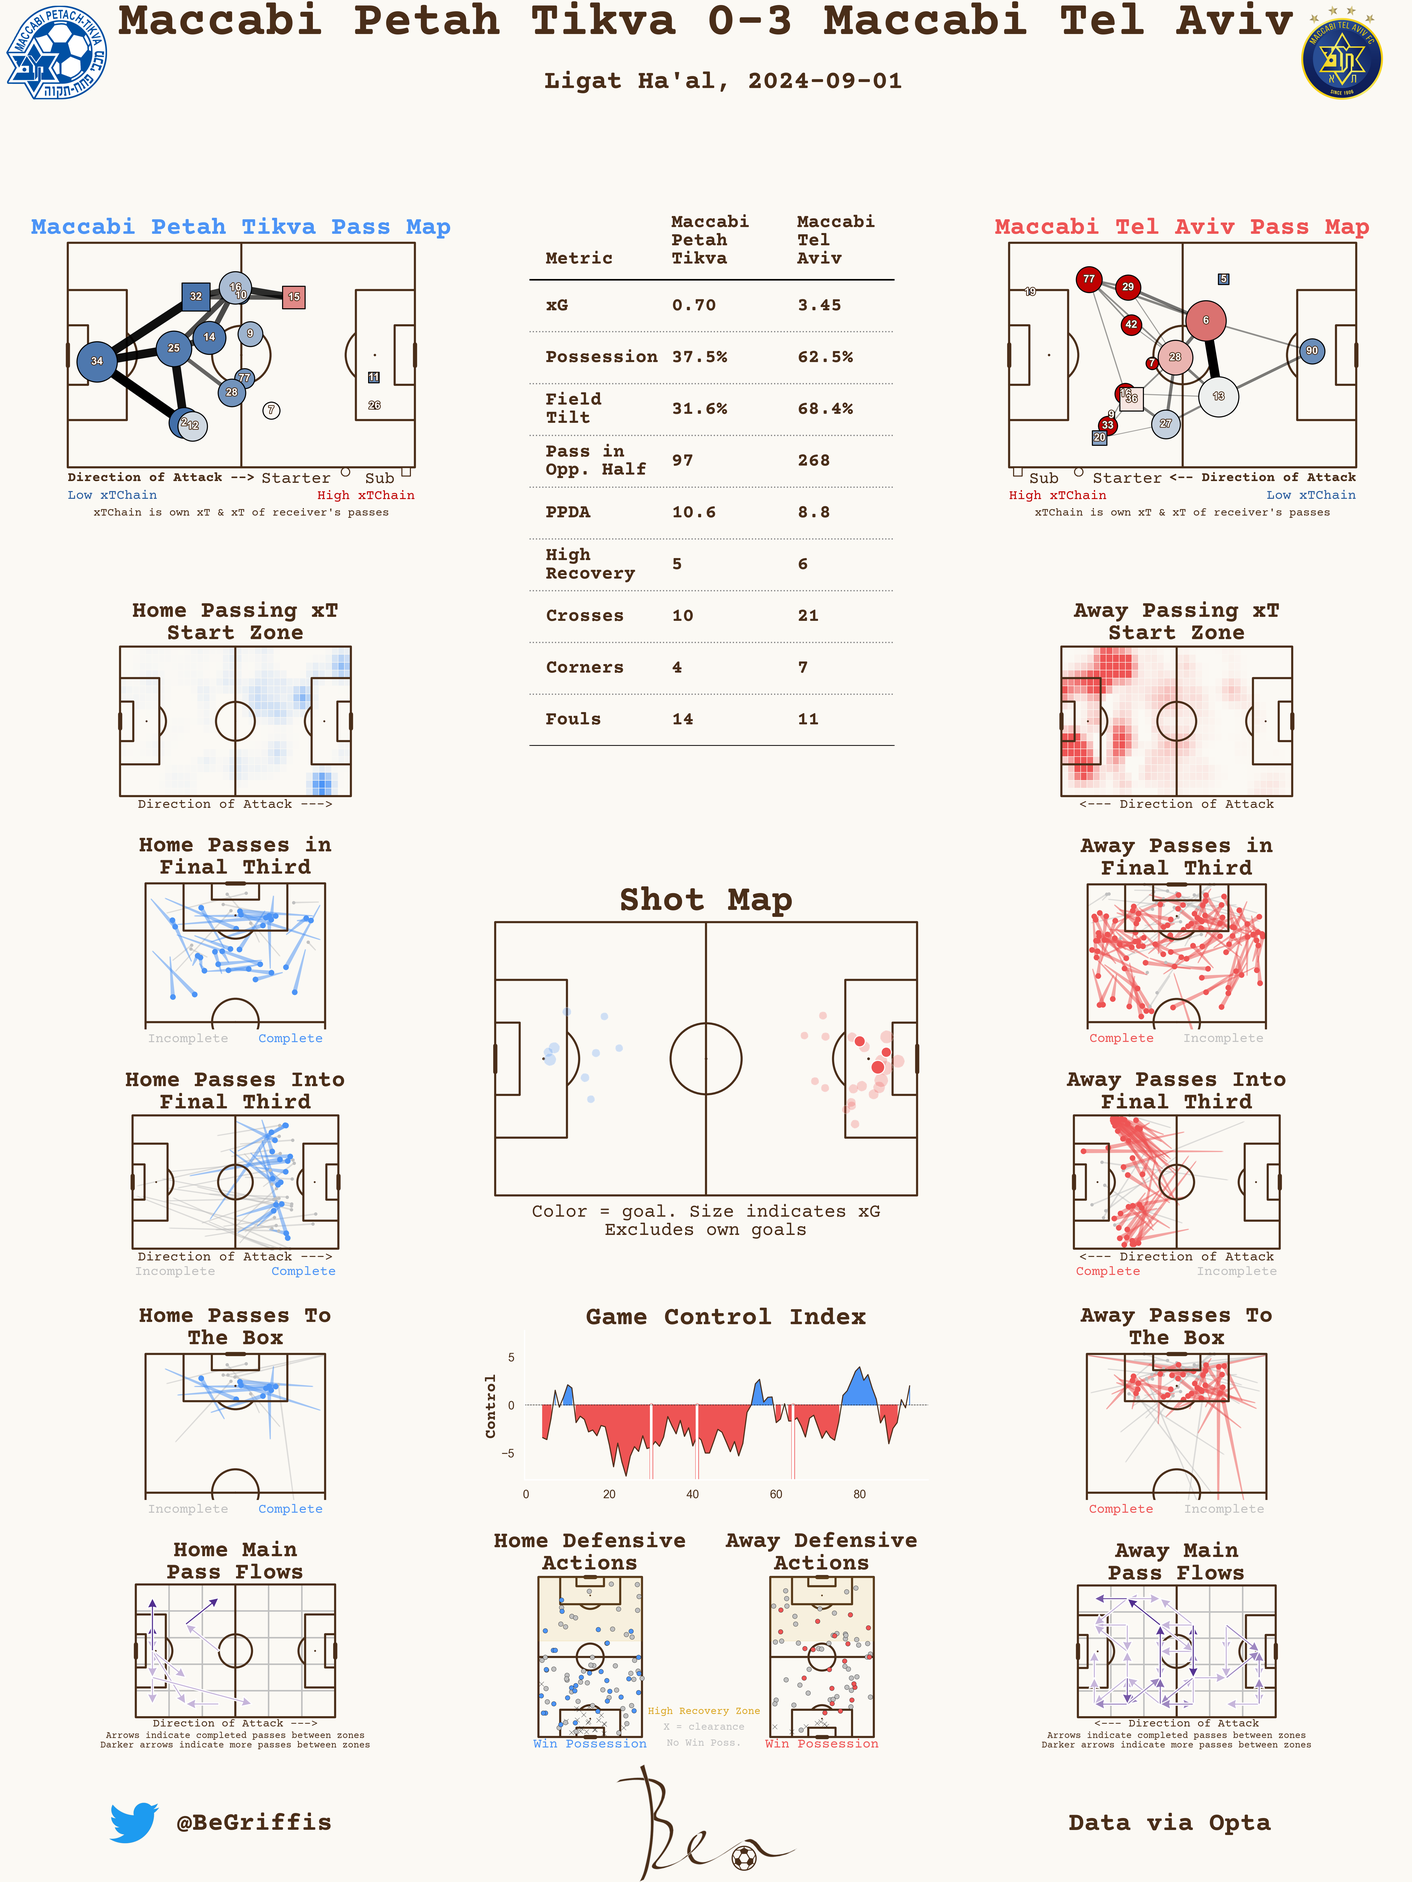 Maccabi Petah Tikva 0-3 Maccabi Tel Aviv
Ligat Ha'al, 2024-09-01
MACCABI PETACH-TIKVA
מכבי פתח-תקוה
MACCABI TEL AVIV FC
SINCE 1906
Maccabi Petah Tikva Pass Map
32
16
10
15
14
9
25
34
77
28
11
26
7
2
12
Direction of Attack --> Starter Sub
Low xTChain High xTChain
xTChain is own xT & xT of receiver's passes
Metric Maccabi Petah Tikva Maccabi Tel Aviv
xG 0.70 3.45
Possession 37.5% 62.5%
Field Tilt 31.6% 68.4%
Pass in Opp. Half 97 268
PPDA 10.6 8.8
High Recovery 5 6
Crosses 10 21
Corners 4 7
Fouls 14 11
Maccabi Tel Aviv Pass Map
77
29
5
19
42
6
28
7
90
36
13
9
33
27
20
Sub Starter <-- Direction of Attack
High xTChain Low xTChain
xTChain is own xT & xT of receiver's passes
Home Passing xT
Start Zone
Direction of Attack --->
Away Passing xT
Start Zone
<--- Direction of Attack
Home Passes in
Final Third
Incomplete Complete
Away Passes in
Final Third
Complete Incomplete
Shot Map
Color = goal. Size indicates xG
Excludes own goals
Home Passes Into
Final Third
Direction of Attack --->
Incomplete Complete
Away Passes Into
Final Third
<--- Direction of Attack
Complete Incomplete
Home Passes To
The Box
Incomplete Complete
Game Control Index
Control
5
0
−5
0 20 40 60 80
Away Passes To
The Box
Complete Incomplete
Home Main
Pass Flows
Direction of Attack --->
Arrows indicate completed passes between zones
Darker arrows indicate more passes between zones
Home Defensive
Actions
Win Possession
Away Defensive
Actions
Win Possession
High Recovery Zone
X = clearance
No Win Poss.
Away Main
Pass Flows
<--- Direction of Attack
Arrows indicate completed passes between zones
Darker arrows indicate more passes between zones
@BeGriffis
Ben
Data via Opta